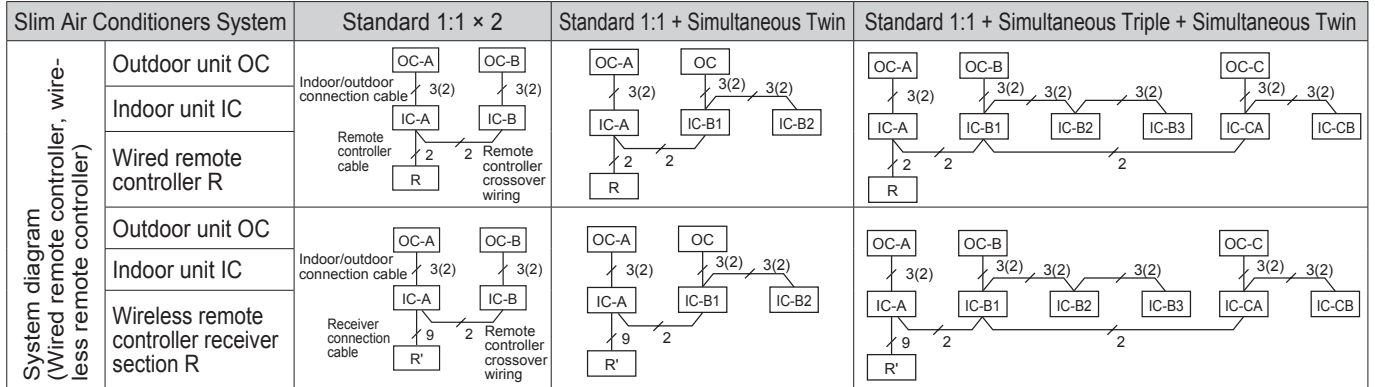 Slim Air Conditioners System
Standard 1:1 × 2
Standard 1:1 + Simultaneous Twin
Standard 1:1 + Simultaneous Triple + Simultaneous Twin
System diagram
(Wired remote controller, wire-
less remote controller)
Outdoor unit OC
Indoor unit IC
Wired remote
controller R
OC-A
OC-B
Indoor/outdoor
connection cable
3(2)
3(2)
IC-A
IC-B
Remote
controller
cable
2
2
Remote
controller
crossover
wiring
R
OC-A
OC
3(2)
3(2)
3(2)
IC-A
IC-B1
IC-B2
2
2
R
OC-A
OC-B
OC-C
3(2)
3(2)
3(2)
3(2)
3(2)
3(2)
IC-A
IC-B1
IC-B2
IC-B3
IC-CA
IC-CB
2
2
2
R
Outdoor unit OC
Indoor unit IC
Wireless remote
controller receiver
section R
OC-A
OC-B
Indoor/outdoor
connection cable
3(2)
3(2)
IC-A
IC-B
Receiver
connection
cable
9
2
Remote
controller
crossover
wiring
R'
OC-A
OC
3(2)
3(2)
3(2)
IC-A
IC-B1
IC-B2
9
2
R'
OC-A
OC-B
OC-C
3(2)
3(2)
3(2)
3(2)
3(2)
3(2)
IC-A
IC-B1
IC-B2
IC-B3
IC-CA
IC-CB
9
2
2
R'